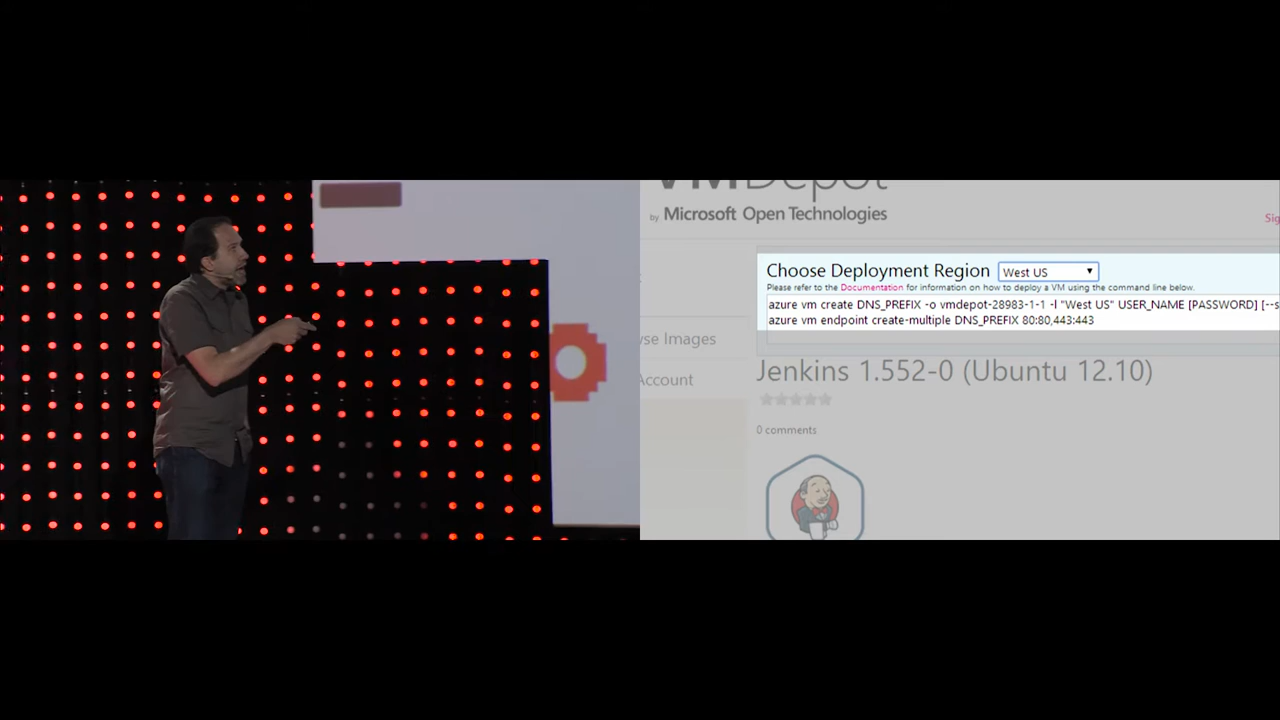 VMDepot
by Microsoft Open Technologies
Choose Deployment Region West US
Please refer to the Documentation for information on how to deploy a VM using the command line below.
azure vm create DNS_PREFIX -o vmdepot-28983-1-1 -l "West US" USER_NAME [PASSWORD] [--s
azure vm endpoint create-multiple DNS_PREFIX 80:80,443:443
Jenkins 1.552-0 (Ubuntu 12.10)
Images
Account
0 comments